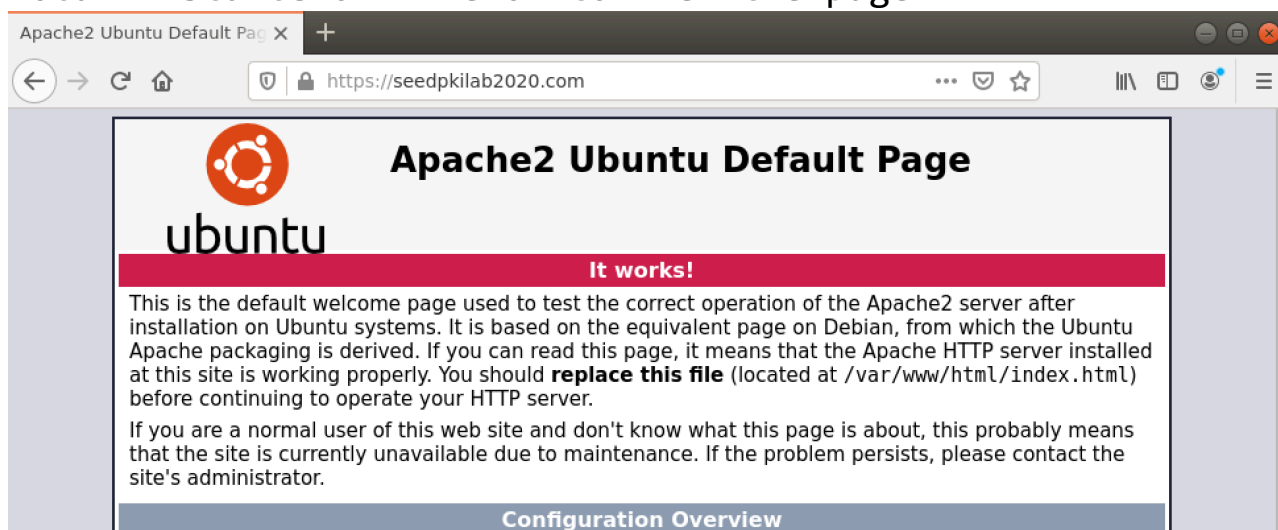 Apache2 Ubuntu Default Pag
https://seedpkilab2020.com
Apache2 Ubuntu Default Page
ubuntu
It works!
This is the default welcome page used to test the correct operation of the Apache2 server after
installation on Ubuntu systems. It is based on the equivalent page on Debian, from which the Ubuntu
Apache packaging is derived. If you can read this page, it means that the Apache HTTP server installed
at this site is working properly. You should replace this file (located at /var/www/html/index.html)
before continuing to operate your HTTP server.
If you are a normal user of this web site and don't know what this page is about, this probably means
that the site is currently unavailable due to maintenance. If the problem persists, please contact the
site's administrator.
Configuration Overview